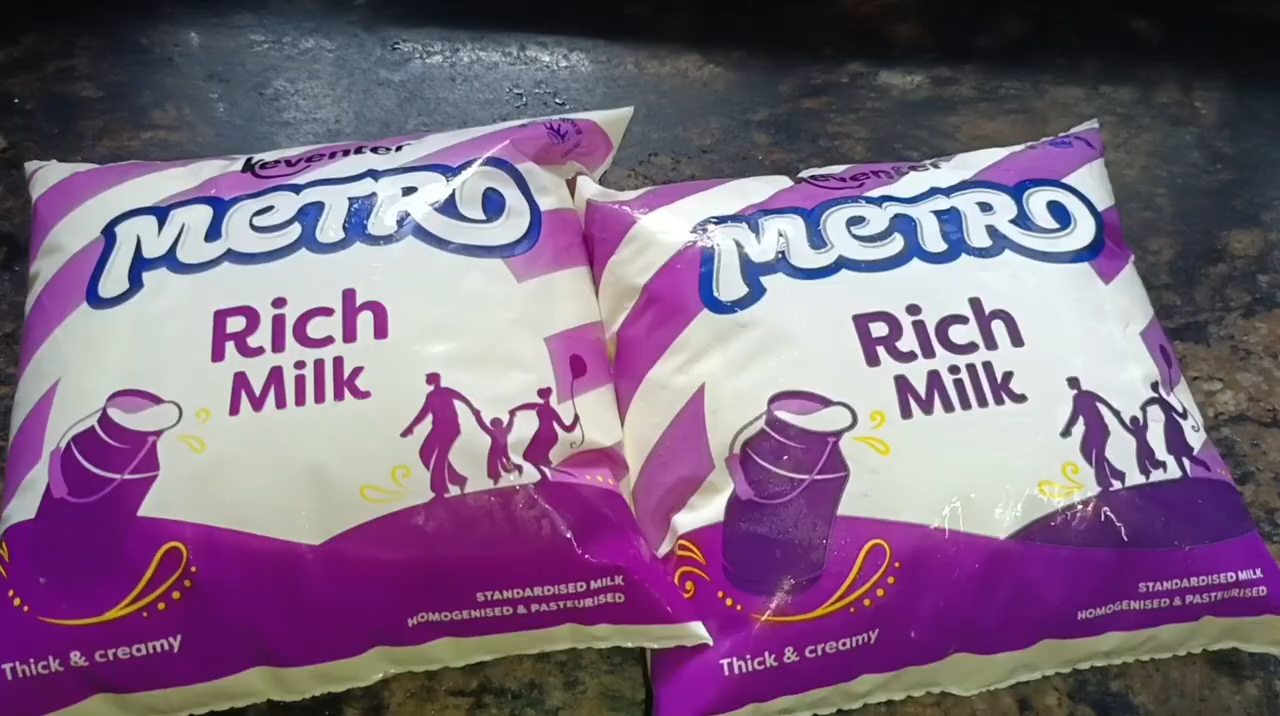 Keventer
METRO
Rich
Milk
STANDARDISED MILK
HOMOGENISED & PASTEURISED
Thick & creamy
Keventer
METRO
Rich
Milk
STANDARDISED MILK
HOMOGENISED & PASTEURISED
Thick & creamy